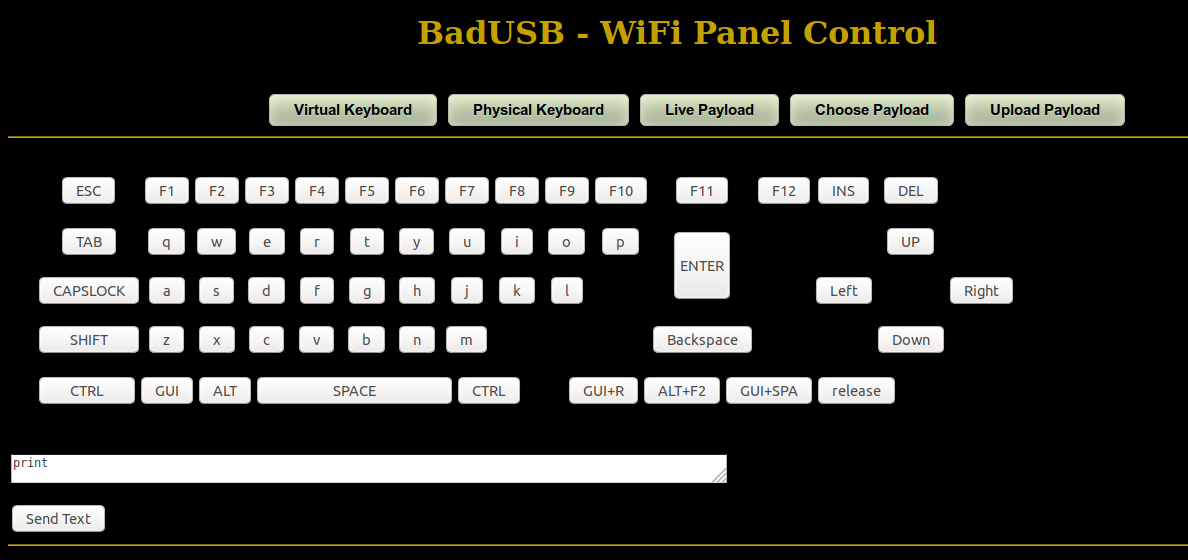 BadUSB - WiFi Panel Control
Virtual Keyboard Physical Keyboard Live Payload Choose Payload Upload Payload
ESC F1 F2 F3 F4 F5 F6 F7 F8 F9 F10 F11 F12 INS DEL
TAB q w e r t y u i o p ENTER UP
CAPSLOCK a s d f g h j k l Left Right
SHIFT z x c v b n m Backspace Down
CTRL GUI ALT SPACE CTRL GUI+R ALT+F2 GUI+SPA release
print
Send Text